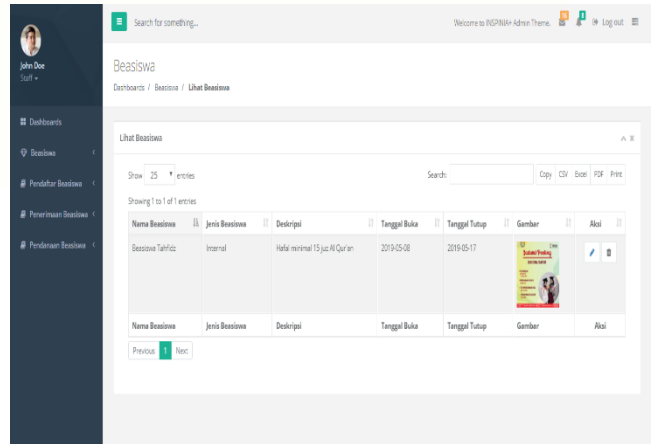 Search for something...
Welcome to INSPINIA+ Admin Theme.
Log out
John Doe
Staff
Beasiswa
Dashboards / Beasiswa / Lihat Beasiswa
Dashboards
Beasiswa
Pendaftar Beasiswa
Penerimaan Beasiswa
Pendanaan Beasiswa
Lihat Beasiswa
Show 25 entries
Search:
Copy CSV Excel PDF Print
Showing 1 to 1 of 1 entries
Nama Beasiswa Jenis Beasiswa Deskripsi Tanggal Buka Tanggal Tutup Gambar Aksi
Beasiswa Tahfidz Internal Hafal minimal 15 juz Al Qur'an 2019-05-08 2019-05-17
Nama Beasiswa Jenis Beasiswa Deskripsi Tanggal Buka Tanggal Tutup Gambar Aksi
Previous 1 Next